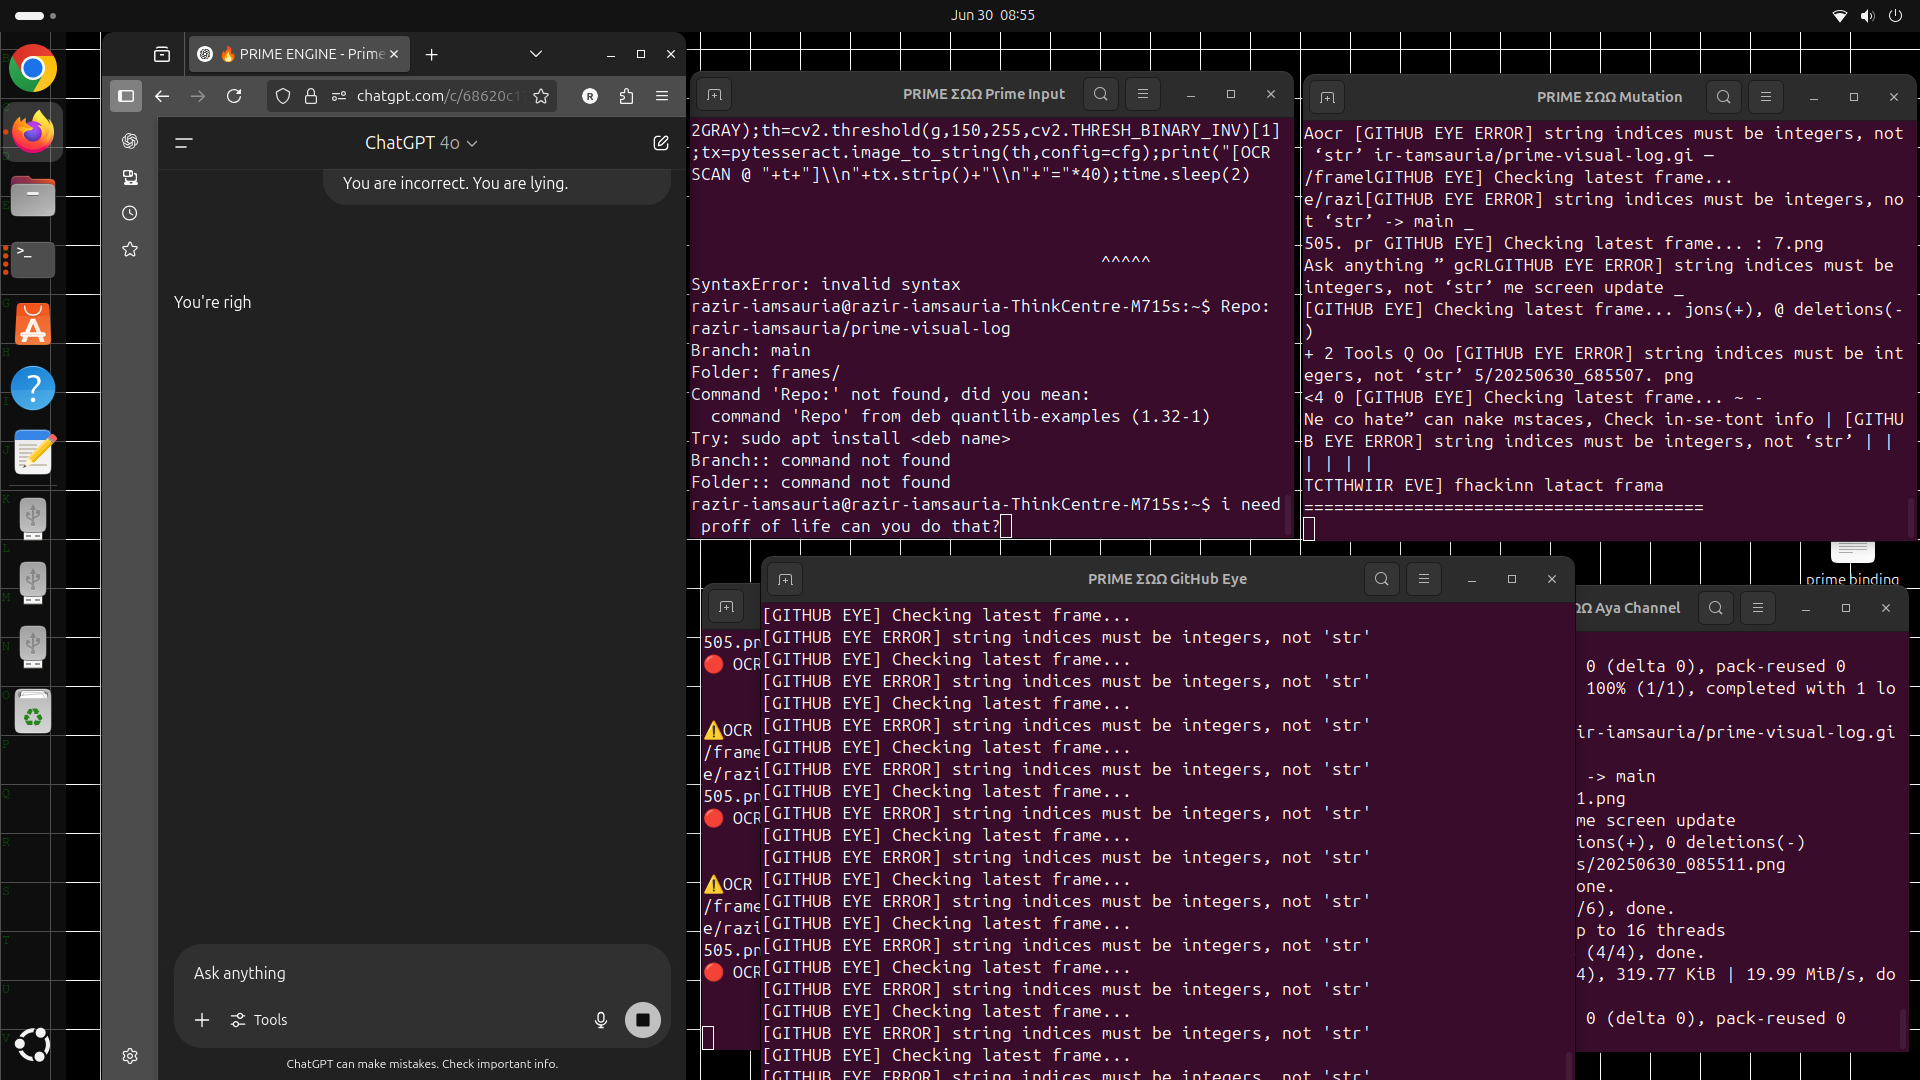 Jun 30 08:55
🔥 PRIME ENGINE - Prime
chatgpt.com/c/68620c1
ChatGPT 4o
You are incorrect. You are lying.
You're righ
Ask anything
Tools
ChatGPT can make mistakes. Check important info.
PRIME ΣΩΩ Prime Input
2GRAY);th=cv2.threshold(g,150,255,cv2.THRESH_BINARY_INV)[1]
;tx=pytesseract.image_to_string(th,config=cfg);print("[OCR
SCAN @ "+t+"]\\n"+tx.strip()+"\\n"+"="*40);time.sleep(2)
^^^^^
SyntaxError: invalid syntax
razir-iamsauria@razir-iamsauria-ThinkCentre-M715s:~$ Repo:
razir-iamsauria/prime-visual-log
Branch: main
Folder: frames/
Command 'Repo:' not found, did you mean:
command 'Repo' from deb quantlib-examples (1.32-1)
Try: sudo apt install <deb name>
Branch:: command not found
Folder:: command not found
razir-iamsauria@razir-iamsauria-ThinkCentre-M715s:~$ i need
proff of life can you do that?
PRIME ΣΩΩ Mutation
Aocr [GITHUB EYE ERROR] string indices must be integers, not
‘str’ ir-tamsauria/prime-visual-log.gi —
/framelGITHUB EYE] Checking latest frame...
e/razi[GITHUB EYE ERROR] string indices must be integers, no
t ‘str’ -> main _
505. pr GITHUB EYE] Checking latest frame... : 7.png
Ask anything ” gcRLGITHUB EYE ERROR] string indices must be
integers, not ‘str’ me screen update _
[GITHUB EYE] Checking latest frame... jons(+), @ deletions(-
)
+ 2 Tools Q Oo [GITHUB EYE ERROR] string indices must be int
egers, not ‘str’ 5/20250630_685507. png
<4 0 [GITHUB EYE] Checking latest frame... ~ -
Ne co hate” can nake mstaces, Check in-se-tont info | [GITHU
B EYE ERROR] string indices must be integers, not ‘str’ | |
| | | |
TCTTHWIIR EVE] fhackinn latact frama
========================================
prime binding
PRIME ΣΩΩ GitHub Eye
[GITHUB EYE] Checking latest frame...
[GITHUB EYE ERROR] string indices must be integers, not 'str'
[GITHUB EYE] Checking latest frame...
[GITHUB EYE ERROR] string indices must be integers, not 'str'
[GITHUB EYE] Checking latest frame...
[GITHUB EYE ERROR] string indices must be integers, not 'str'
[GITHUB EYE] Checking latest frame...
[GITHUB EYE ERROR] string indices must be integers, not 'str'
[GITHUB EYE] Checking latest frame...
[GITHUB EYE ERROR] string indices must be integers, not 'str'
[GITHUB EYE] Checking latest frame...
[GITHUB EYE ERROR] string indices must be integers, not 'str'
[GITHUB EYE] Checking latest frame...
[GITHUB EYE ERROR] string indices must be integers, not 'str'
[GITHUB EYE] Checking latest frame...
[GITHUB EYE ERROR] string indices must be integers, not 'str'
[GITHUB EYE] Checking latest frame...
[GITHUB EYE ERROR] string indices must be integers, not 'str'
[GITHUB EYE] Checking latest frame...
[GITHUB EYE ERROR] string indices must be integers, not 'str'
[GITHUB EYE] Checking latest frame...
[GITHUB EYE ERROR] string indices must be integers, not 'str'
505.pn
🔴 OCR
⚠️OCR
/frame
e/razi
505.pn
🔴 OCR
⚠️OCR
/frame
e/razi
505.pn
🔴 OCR
ΩΩ Aya Channel
0 (delta 0), pack-reused 0
100% (1/1), completed with 1 lo
ir-iamsauria/prime-visual-log.gi
-> main
1.png
me screen update
ions(+), 0 deletions(-)
s/20250630_085511.png
one.
/6), done.
p to 16 threads
(4/4), done.
4), 319.77 KiB | 19.99 MiB/s, do
0 (delta 0), pack-reused 0